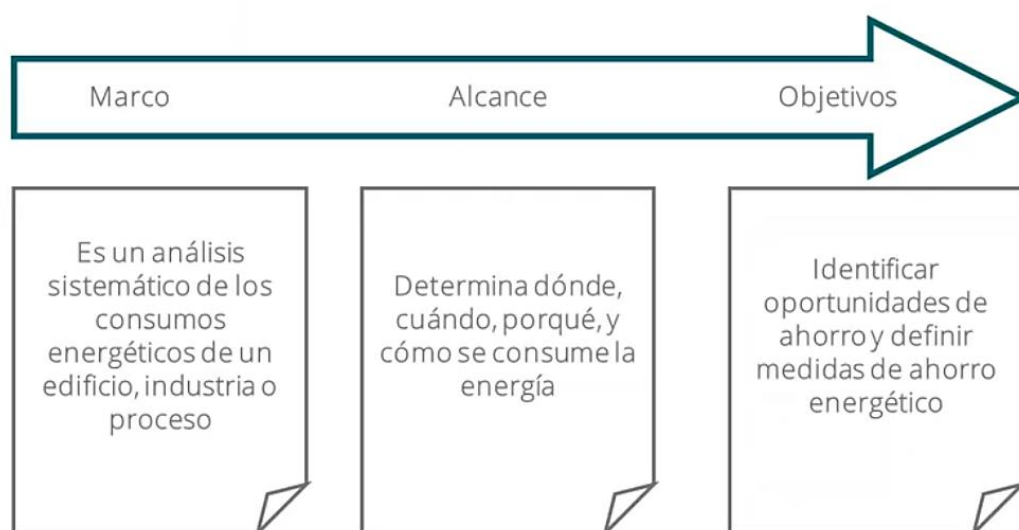 Marco
Alcance
Objetivos
Es un análisis
sistemático de los
consumos
energéticos de un
edificio, industria o
proceso
Determina dónde,
cuándo, porqué, y
cómo se consume la
energía
Identificar
oportunidades de
ahorro y definir
medidas de ahorro
energético